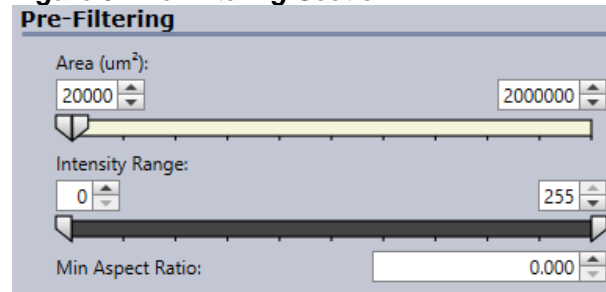 Pre-Filtering
Area (um²):
20000 2000000
Intensity Range:
0 255
Min Aspect Ratio: 0.000